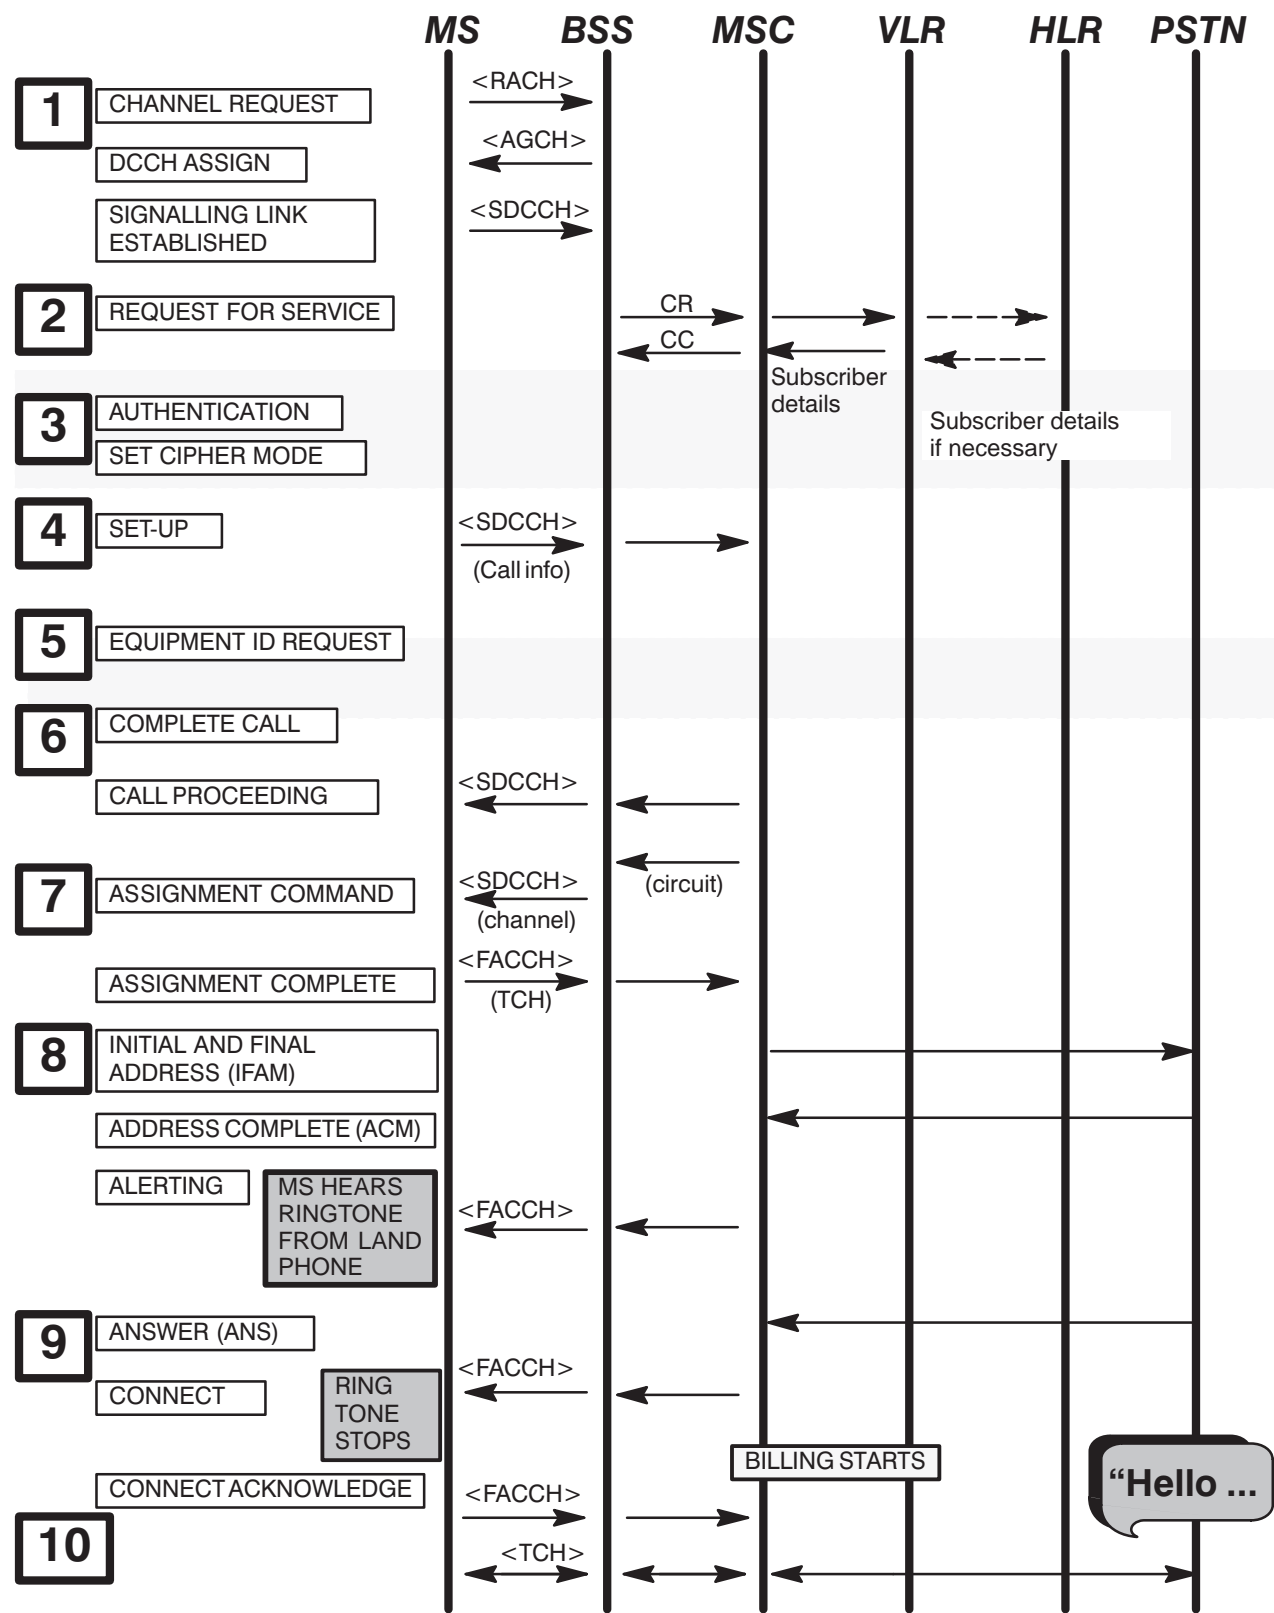 MS BSS MSC VLR HLR PSTN
1 CHANNEL REQUEST <RACH>
DCCH ASSIGN <AGCH>
SIGNALLING LINK
ESTABLISHED
<SDCCH>
2 REQUEST FOR SERVICE CR
CC
Subscriber
details
3 AUTHENTICATION
Subscriber details
if necessary
SET CIPHER MODE
4 SET-UP <SDCCH>
(Call info)
5 EQUIPMENT ID REQUEST
6 COMPLETE CALL
CALL PROCEEDING <SDCCH>
7 ASSIGNMENT COMMAND <SDCCH> (circuit)
(channel)
ASSIGNMENT COMPLETE <FACCH>
(TCH)
8 INITIAL AND FINAL
ADDRESS (IFAM)
ADDRESS COMPLETE (ACM)
ALERTING
MS HEARS
RINGTONE
FROM LAND
PHONE
<FACCH>
9 ANSWER (ANS)
CONNECT
RING
TONE
STOPS
<FACCH>
BILLING STARTS
“Hello ...
CONNECT ACKNOWLEDGE <FACCH>
10 <TCH>